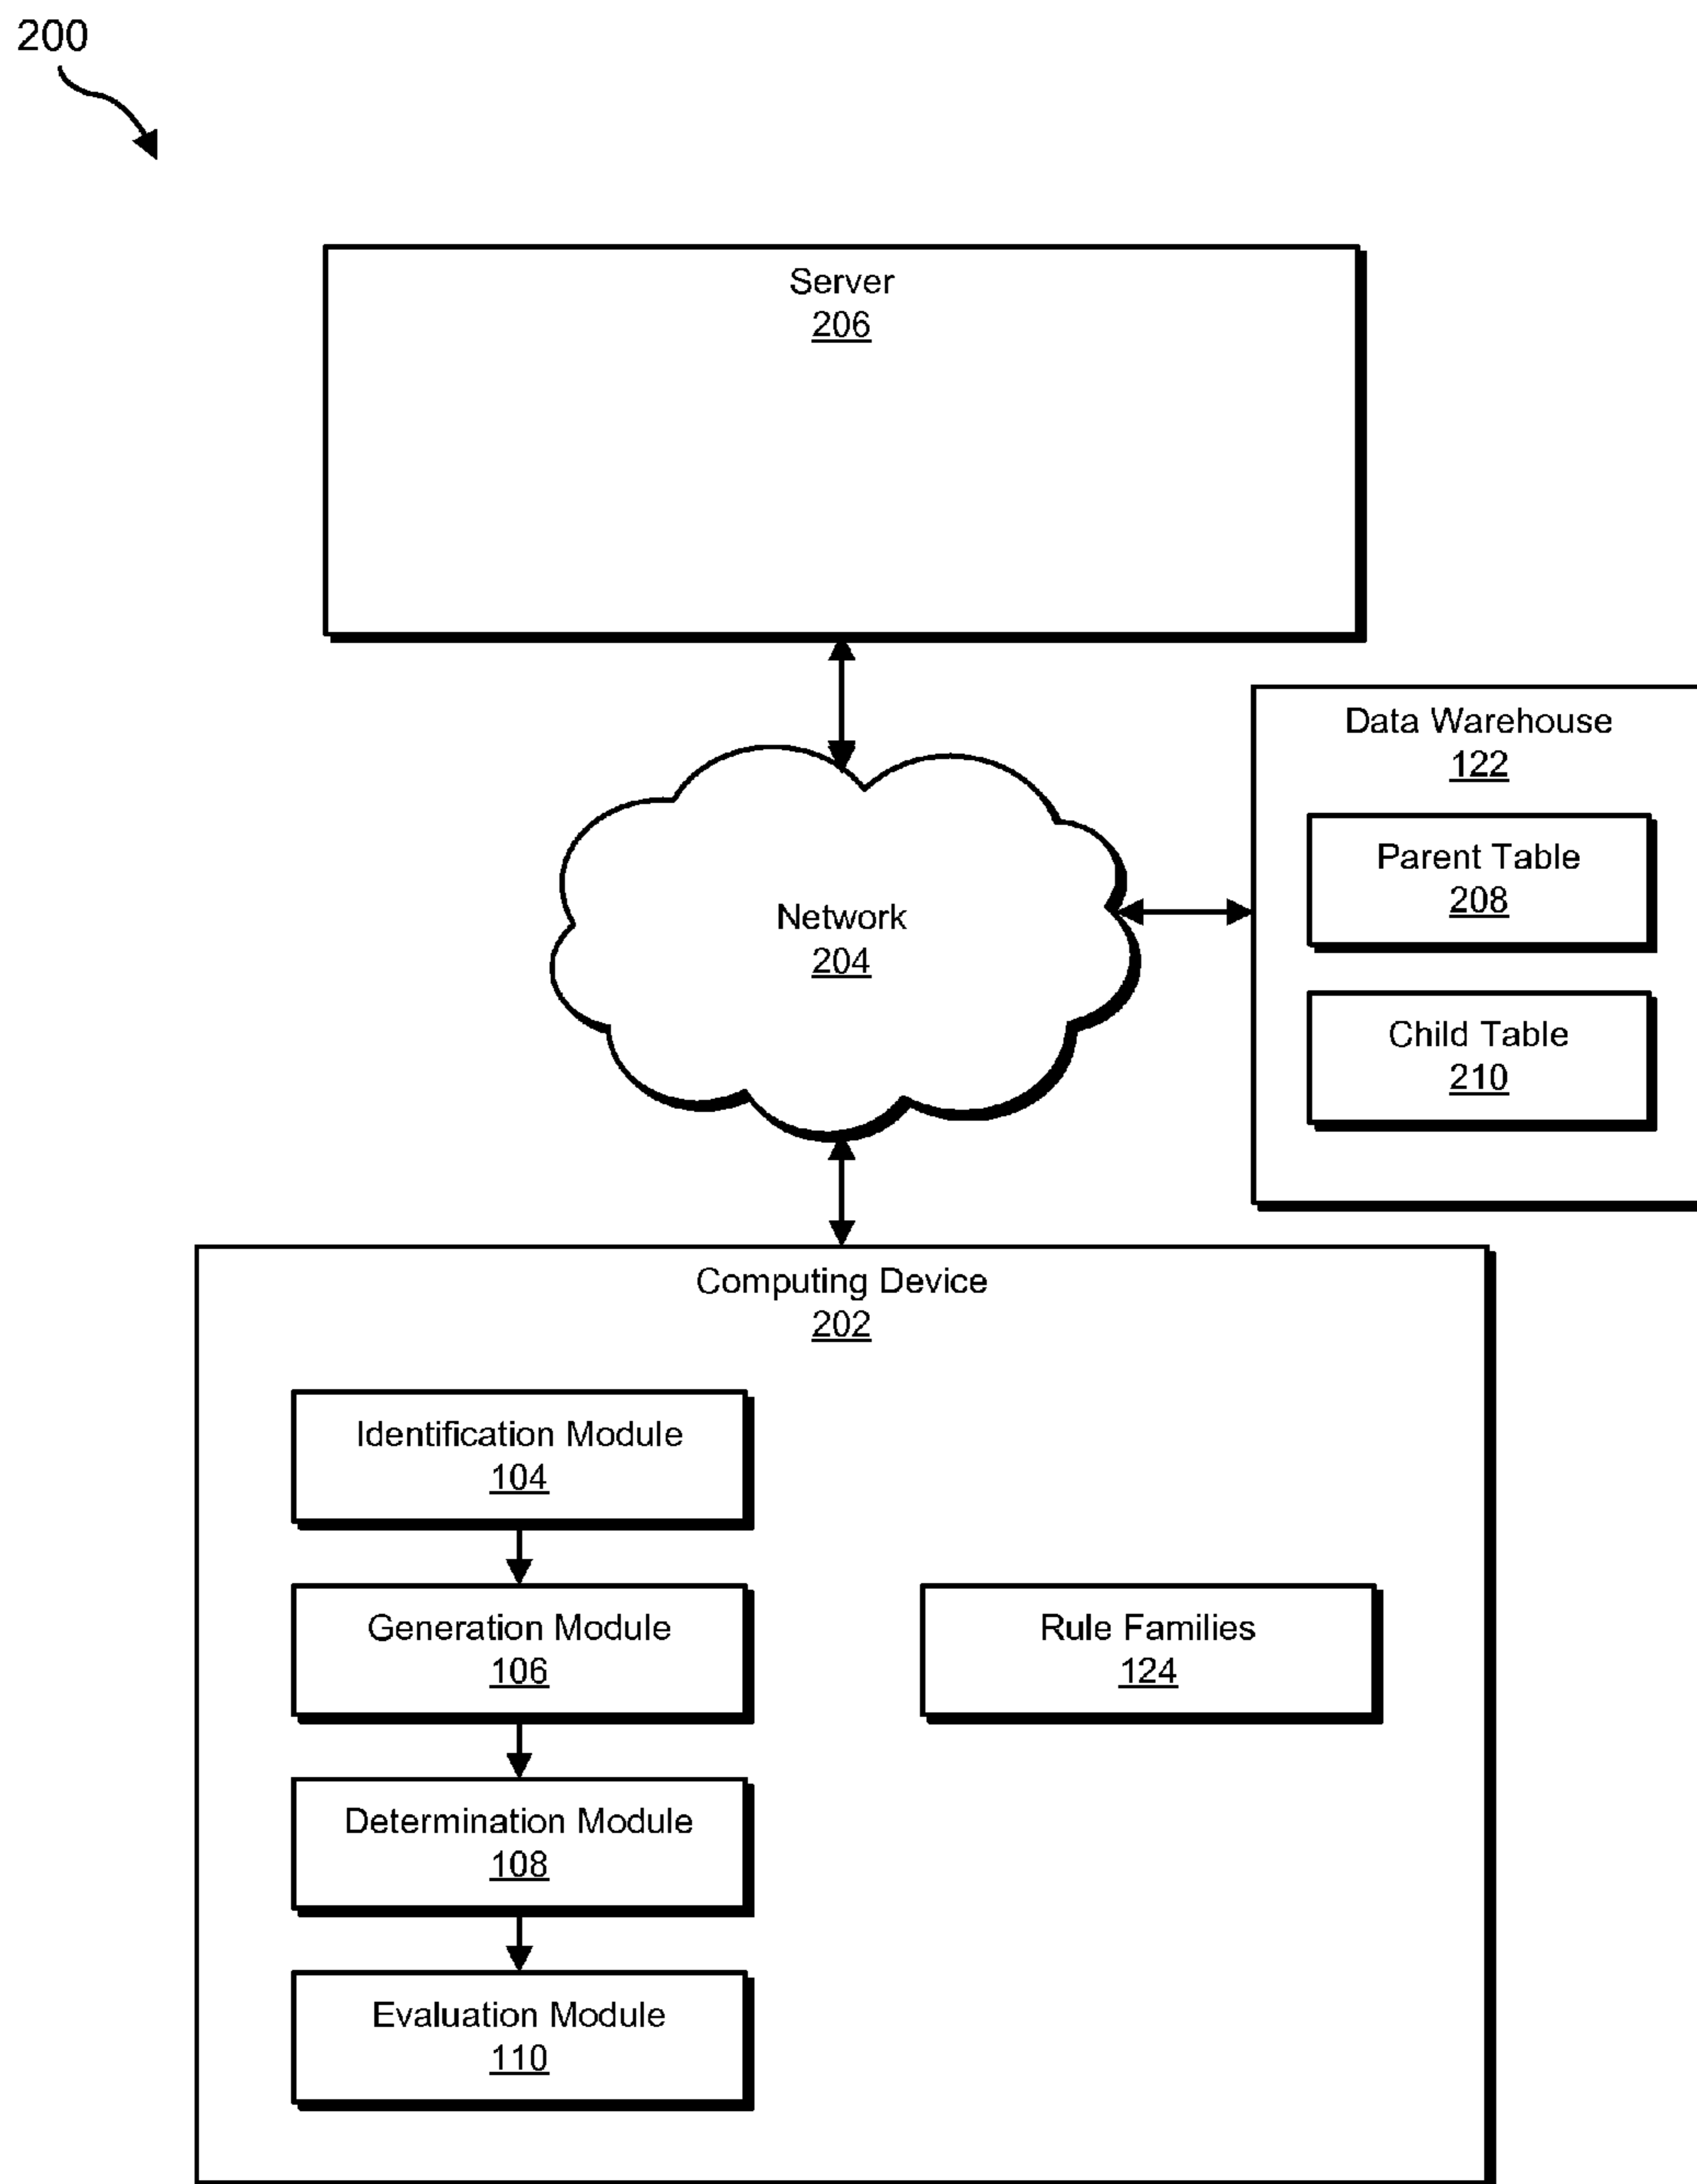 200
Server
206
Data Warehouse
122
Parent Table
208
Network
204
Child Table
210
Computing Device
202
Identification Module
104
Generation Module
106
Rule Families
124
Determination Module
108
Evaluation Module
110